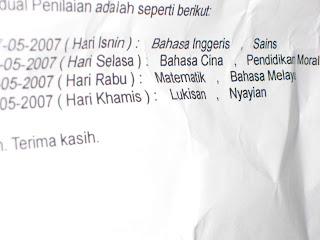 dual Penilaian adalah seperti berikut:
-05-2007 ( Hari Isnin ) : Bahasa Inggeris , Sains
-05-2007 ( Hari Selasa ) : Bahasa Cina , Pendidikan Moral
-05-2007 ( Hari Rabu ) : Matematik , Bahasa Melayu
05-2007 ( Hari Khamis ) : Lukisan , Nyayian
n. Terima kasih.